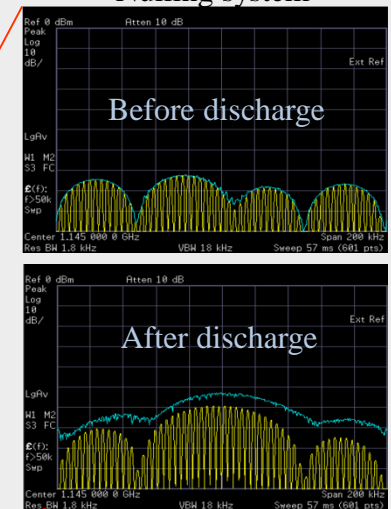 Nulling system
Ref 0 dBm Atten 10 dB
Peak
Log
10
dB/
Ext Ref
Before discharge
LgAv
W1 M2
S3 FC
£(f):
f>50k
Swp
Center 1.145 000 0 GHz Span 200 kHz
Res BW 1.8 kHz VBW 18 kHz Sweep 57 ms (601 pts)
Ref 0 dBm Atten 10 dB
Peak
Log
10
dB/
Ext Ref
After discharge
LgAv
W1 M2
S3 FC
£(f):
f>50k
Swp
Center 1.145 000 0 GHz Span 200 kHz
Res BW 1.8 kHz VBW 18 kHz Sweep 57 ms (601 pts)